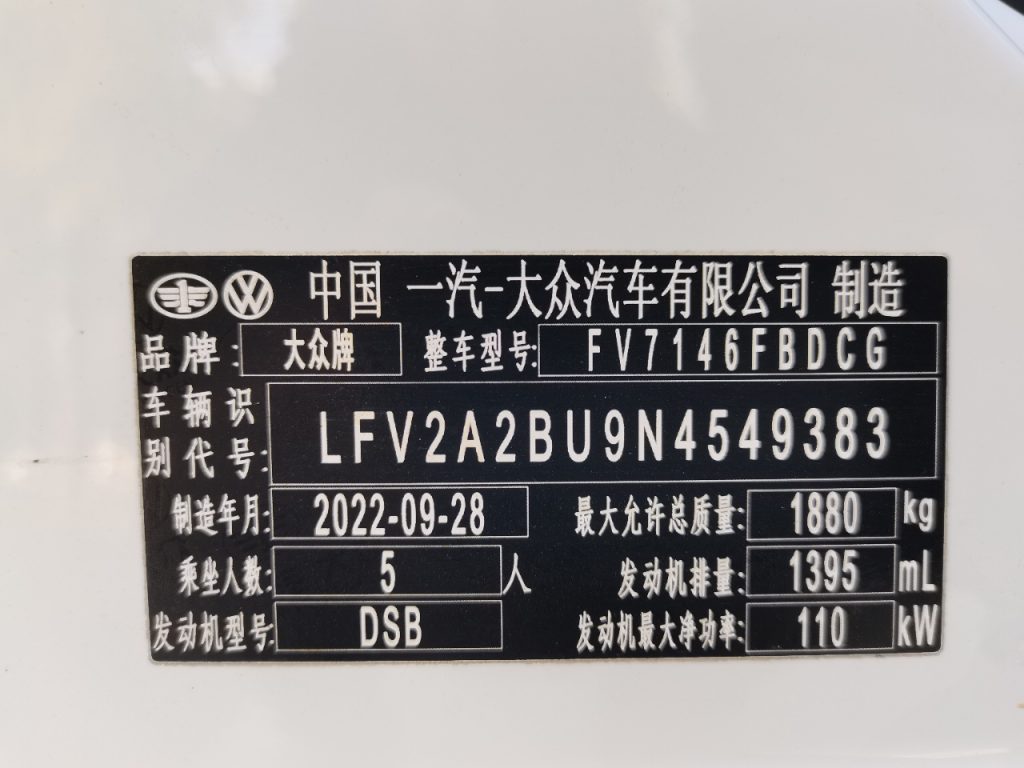 中国 一汽-大众汽车有限公司 制造
品牌: 大众牌 整车型号: FV7146FBDCG
车辆识别代号: LFV2A2BU9N4549383
制造年月: 2022-09-28 最大允许总质量: 1880 kg
乘坐人数: 5 人 发动机排量: 1395 mL
发动机型号: DSB 发动机最大净功率: 110 kW